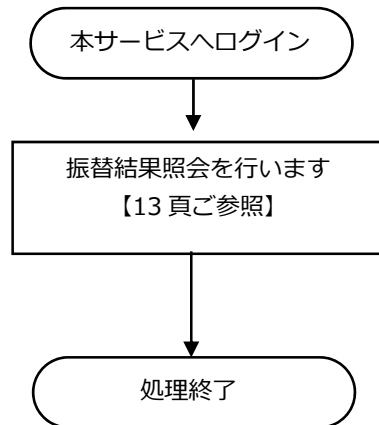 本サービスへログイン
振替結果照会を行います
【13 頁ご参照】
処理終了